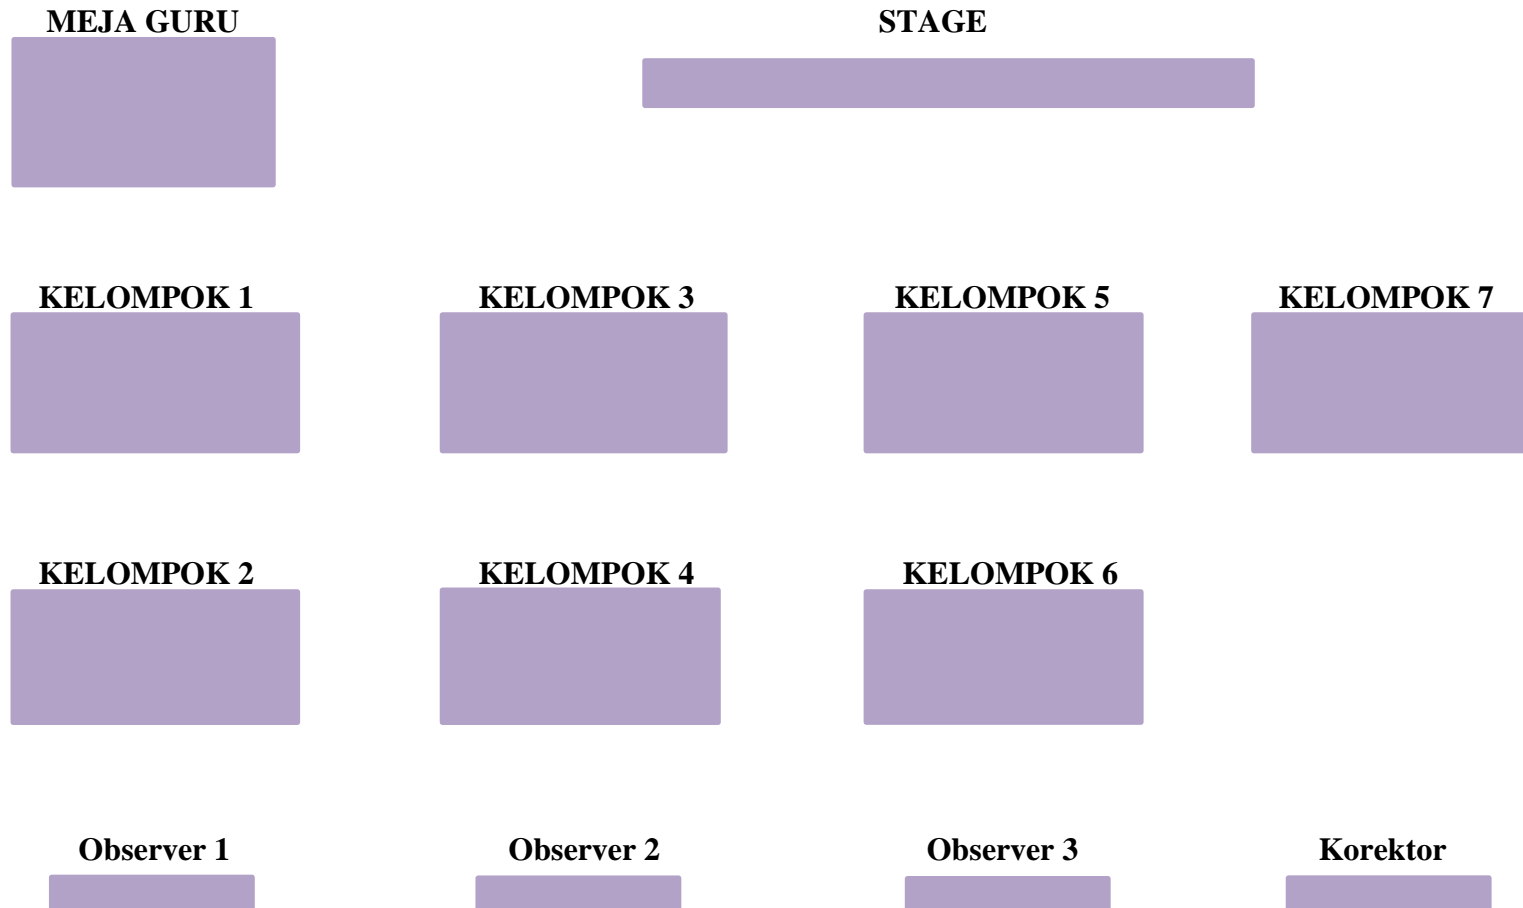 MEJA GURU
STAGE
KELOMPOK 1
KELOMPOK 3
KELOMPOK 5
KELOMPOK 7
KELOMPOK 2
KELOMPOK 4
KELOMPOK 6
Observer 1
Observer 2
Observer 3
Korektor